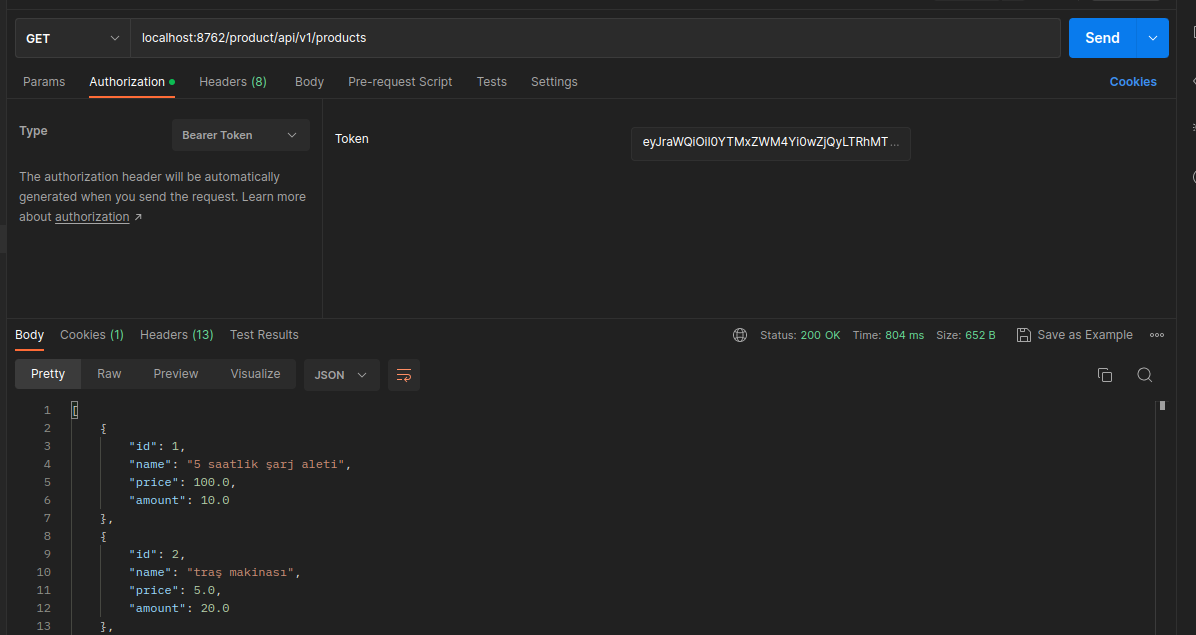 GET localhost:8762/product/api/v1/products Send
Params Authorization Headers (8) Body Pre-request Script Tests Settings Cookies
Type Bearer Token
Token eyJraWQiOiI0YTMxZWM4Yi0wZjQyLTRhMT...
The authorization header will be automatically
generated when you send the request. Learn more
about authorization ↗
Body Cookies (1) Headers (13) Test Results Status: 200 OK Time: 804 ms Size: 652 B Save as Example
Pretty Raw Preview Visualize JSON
1 [
2 {
3 "id": 1,
4 "name": "5 saatlik şarj aleti",
5 "price": 100.0,
6 "amount": 10.0
7 },
8 {
9 "id": 2,
10 "name": "traş makinası",
11 "price": 5.0,
12 "amount": 20.0
13 },